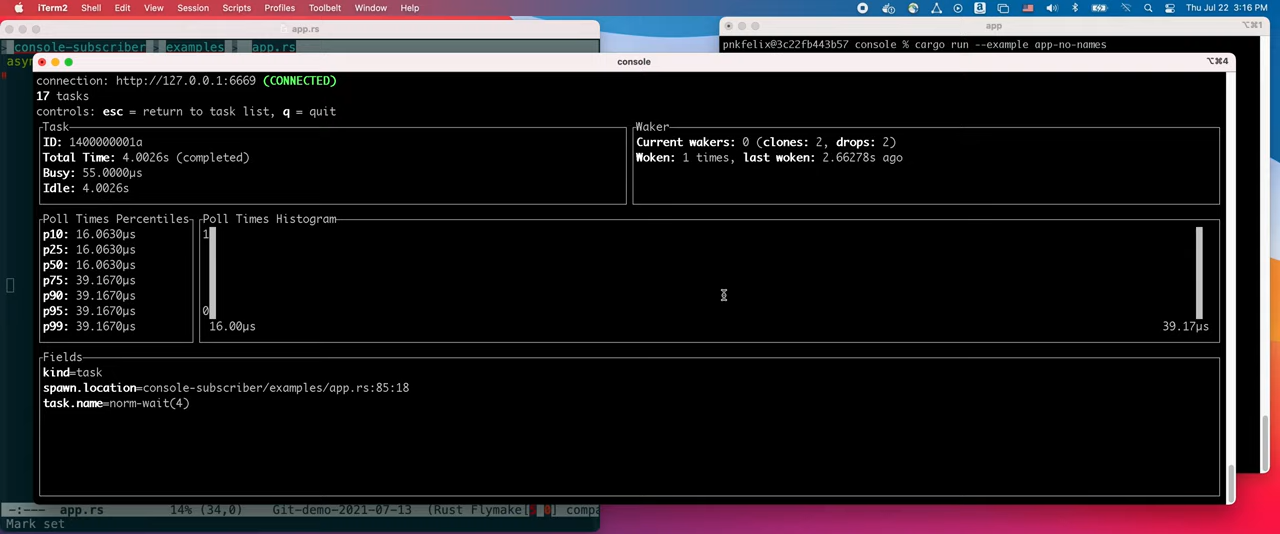 iTerm2 Shell Edit View Session Scripts Profiles Toolbelt Window Help Thu Jul 22 3:16 PM
app.rs
app ⌥⌘1
console-subscriber examples app.rs
pnkfelix@3c22fb443b57 console % cargo run --example app-no-names
asyn
console ⌥⌘4
connection: http://127.0.0.1:6669 (CONNECTED)
17 tasks
controls: esc = return to task list, q = quit
Task
ID: 1400000001a
Total Time: 4.0026s (completed)
Busy: 55.0000µs
Idle: 4.0026s
Waker
Current wakers: 0 (clones: 2, drops: 2)
Woken: 1 times, last woken: 2.66278s ago
Poll Times Percentiles
p10: 16.0630µs
p25: 16.0630µs
p50: 16.0630µs
p75: 39.1670µs
p90: 39.1670µs
p95: 39.1670µs
p99: 39.1670µs
Poll Times Histogram
1
0
16.00µs 39.17µs
Fields
kind=task
spawn.location=console-subscriber/examples/app.rs:85:18
task.name=norm-wait(4)
-:--- app.rs 14% (34,0) Git-demo-2021-07-13 (Rust Flymake[ compa
Mark set